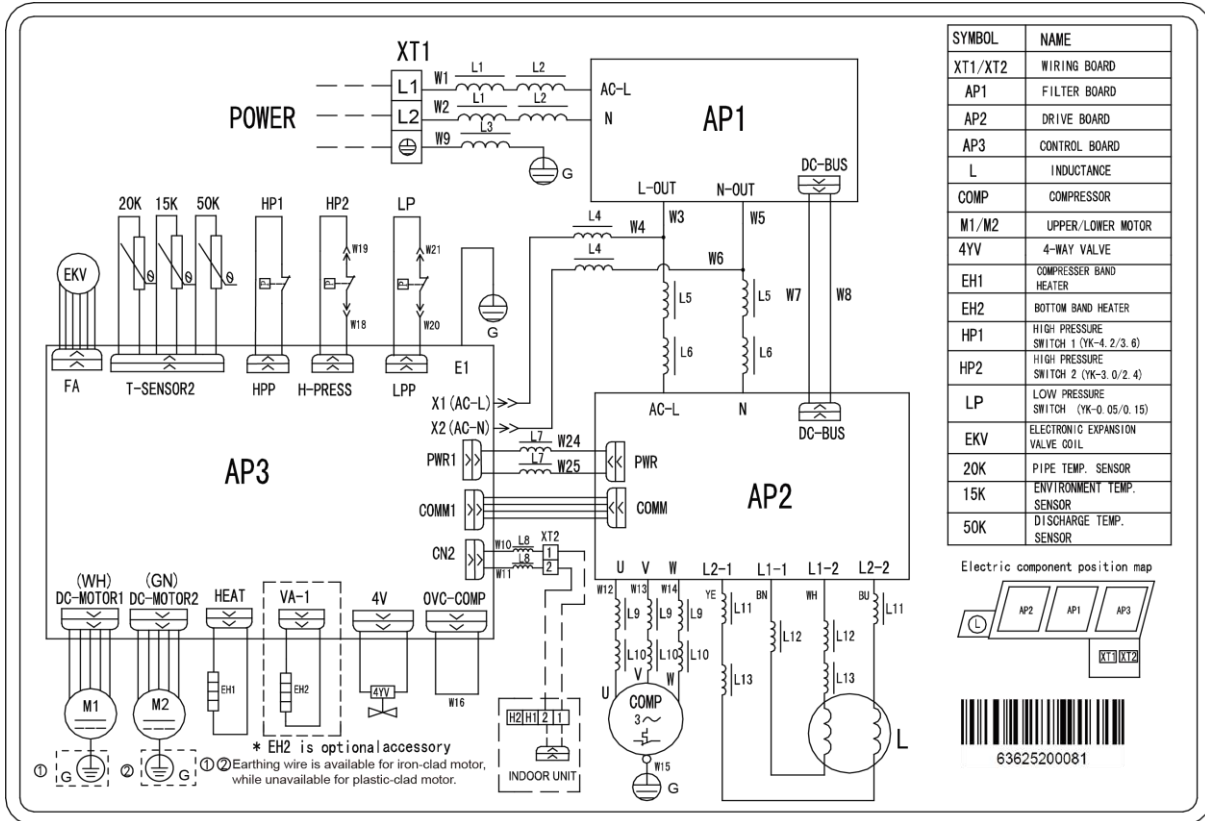 XT1
POWER
L1
L2
W1 L1 L2
W2 L1 L2
W9 L3
G
AC-L
N
AP1
DC-BUS
L-OUT N-OUT
W3 W5
L4 W4
L4 W6
L5 L5
L6 L6
W7 W8
20K 15K 50K HP1 HP2 LP
EKV
W19 W21
P P P
W18 W20
G
FA T-SENSOR2 HPP H-PRESS LPP E1
X1(AC-L)
X2(AC-N)
AP3
PWR1 L7 W24 PWR
L7 W25
COMM1 COMM
CN2 W10 L8 XT2
W11 L8 1
2
AC-L N DC-BUS
AP2
U V W L2-1 L1-1 L1-2 L2-2
W12 W13 W14 YE BN WH BU
L9 L9 L9 L11 L11
L10 L10 L10 L12 L12
L13 L13
U V W
COMP
3～
W15
G
L
(WH) (GN)
DC-MOTOR1 DC-MOTOR2 HEAT VA-1 4V OVC-COMP
EH1 EH2 4YV W16
M1 M2
① G ② G
* EH2 is optional accessory
①②Earthing wire is available for iron-clad motor,
while unavailable for plastic-clad motor.
H2 H1 2 1
INDOOR UNIT
SYMBOL NAME
XT1/XT2 WIRING BOARD
AP1 FILTER BOARD
AP2 DRIVE BOARD
AP3 CONTROL BOARD
L INDUCTANCE
COMP COMPRESSOR
M1/M2 UPPER/LOWER MOTOR
4YV 4-WAY VALVE
EH1 COMPRESSER BAND
HEATER
EH2 BOTTOM BAND HEATER
HP1 HIGH PRESSURE
SWITCH 1 (YK-4.2/3.6)
HP2 HIGH PRESSURE
SWITCH 2 (YK-3.0/2.4)
LP LOW PRESSURE
SWITCH (YK-0.05/0.15)
EKV ELECTRONIC EXPANSION
VALVE COIL
20K PIPE TEMP. SENSOR
15K ENVIRONMENT TEMP.
SENSOR
50K DISCHARGE TEMP.
SENSOR
Electric component position map
L AP2 AP1 AP3
XT1 XT2
63625200081